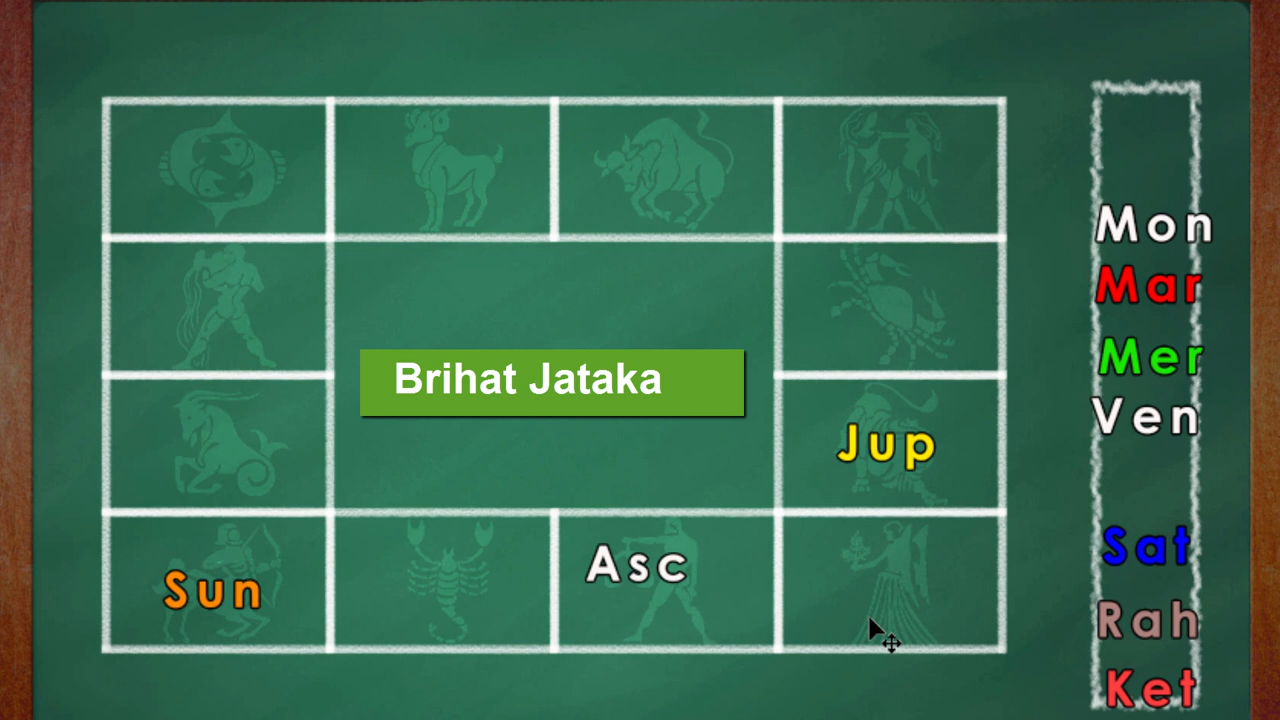 Mon
Mar
Mer
Brihat Jataka
Ven
Jup
Sat
Asc
Sun
Rah
Ket